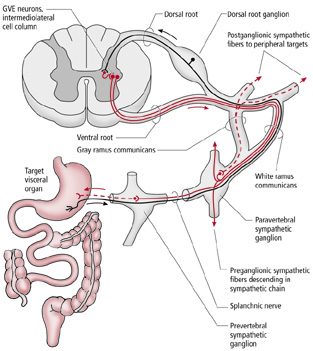 GVE neurons,
intermediolateral
cell column
Dorsal root
Dorsal root ganglion
Postganglionic sympathetic
fibers to peripheral targets
Ventral root
Gray ramus communicans
White ramus
communicans
Target
visceral
organ
Paravertebral
sympathetic
ganglion
Preganglionic sympathetic
fibers descending in
sympathetic chain
Splanchnic nerve
Prevertebral
sympathetic
ganglion